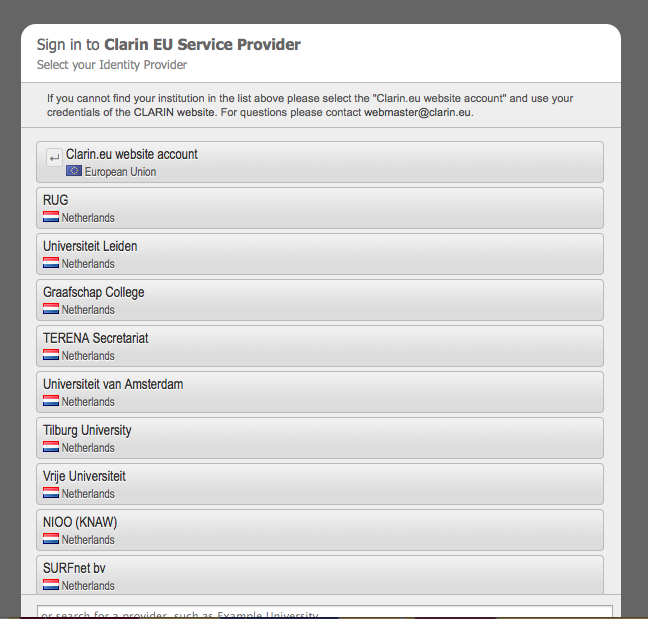 Sign in to Clarin EU Service Provider
Select your Identity Provider
If you cannot find your institution in the list above please select the "Clarin.eu website account" and use your
credentials of the CLARIN website. For questions please contact webmaster@clarin.eu.
Clarin.eu website account
European Union
RUG
Netherlands
Universiteit Leiden
Netherlands
Graafschap College
Netherlands
TERENA Secretariat
Netherlands
Universiteit van Amsterdam
Netherlands
Tilburg University
Netherlands
Vrije Universiteit
Netherlands
NIOO (KNAW)
Netherlands
SURFnet bv
Netherlands
or search for a provider, such as Example University